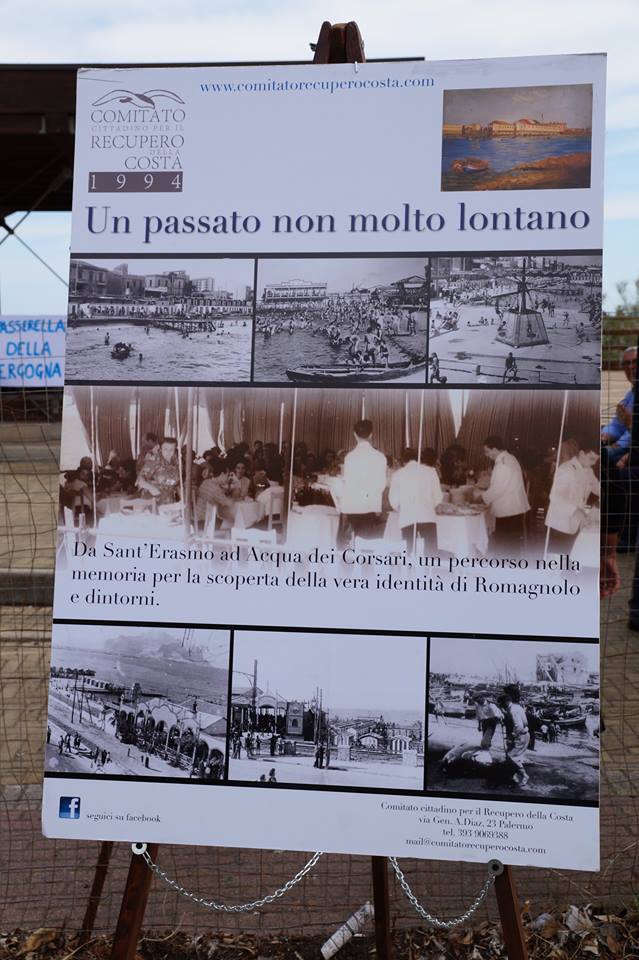 www.comitatorecuperocosta.com
COMITATO
CITTADINO PER IL
RECUPERO
DELLA
COSTA
1994
Un passato non molto lontano
DELLA
Da Sant'Erasmo ad Acqua dei Corsari, un percorso nella
memoria per la scoperta della vera identità di Romagnolo
e dintorni.
f
seguici su facebook
Comitato cittadino per il Recupero della Costa
via Gen. A.Diaz, 23 Palermo
tel. 393 9069388
mail@comitatorecuperocosta.com